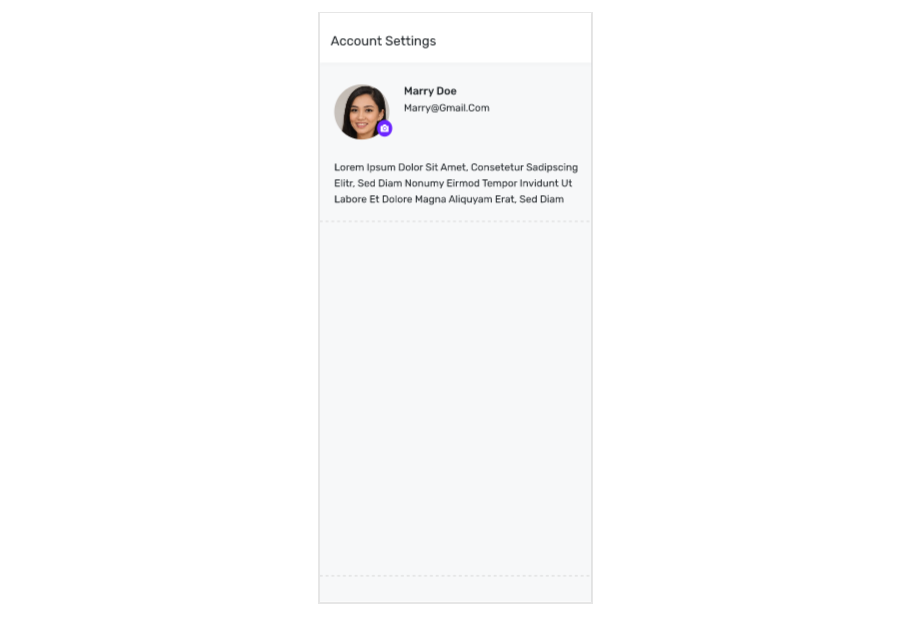 Account Settings
Marry Doe
Marry@Gmail.Com
Lorem Ipsum Dolor Sit Amet, Consetetur Sadipscing
Elitr, Sed Diam Nonumy Eirmod Tempor Invidunt Ut
Labore Et Dolore Magna Aliquyam Erat, Sed Diam